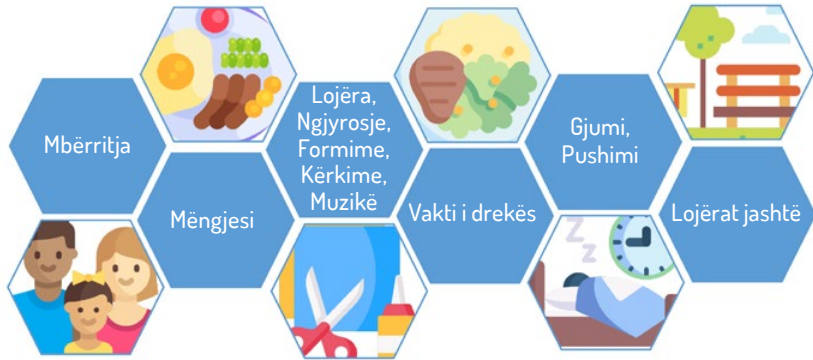 Mbërritja
Mëngjesi
Lojëra,
Ngjyrosje,
Formime,
Kërkime,
Muzikë
Vakti i drekës
Gjumi,
Pushimi
Lojërat jashtë